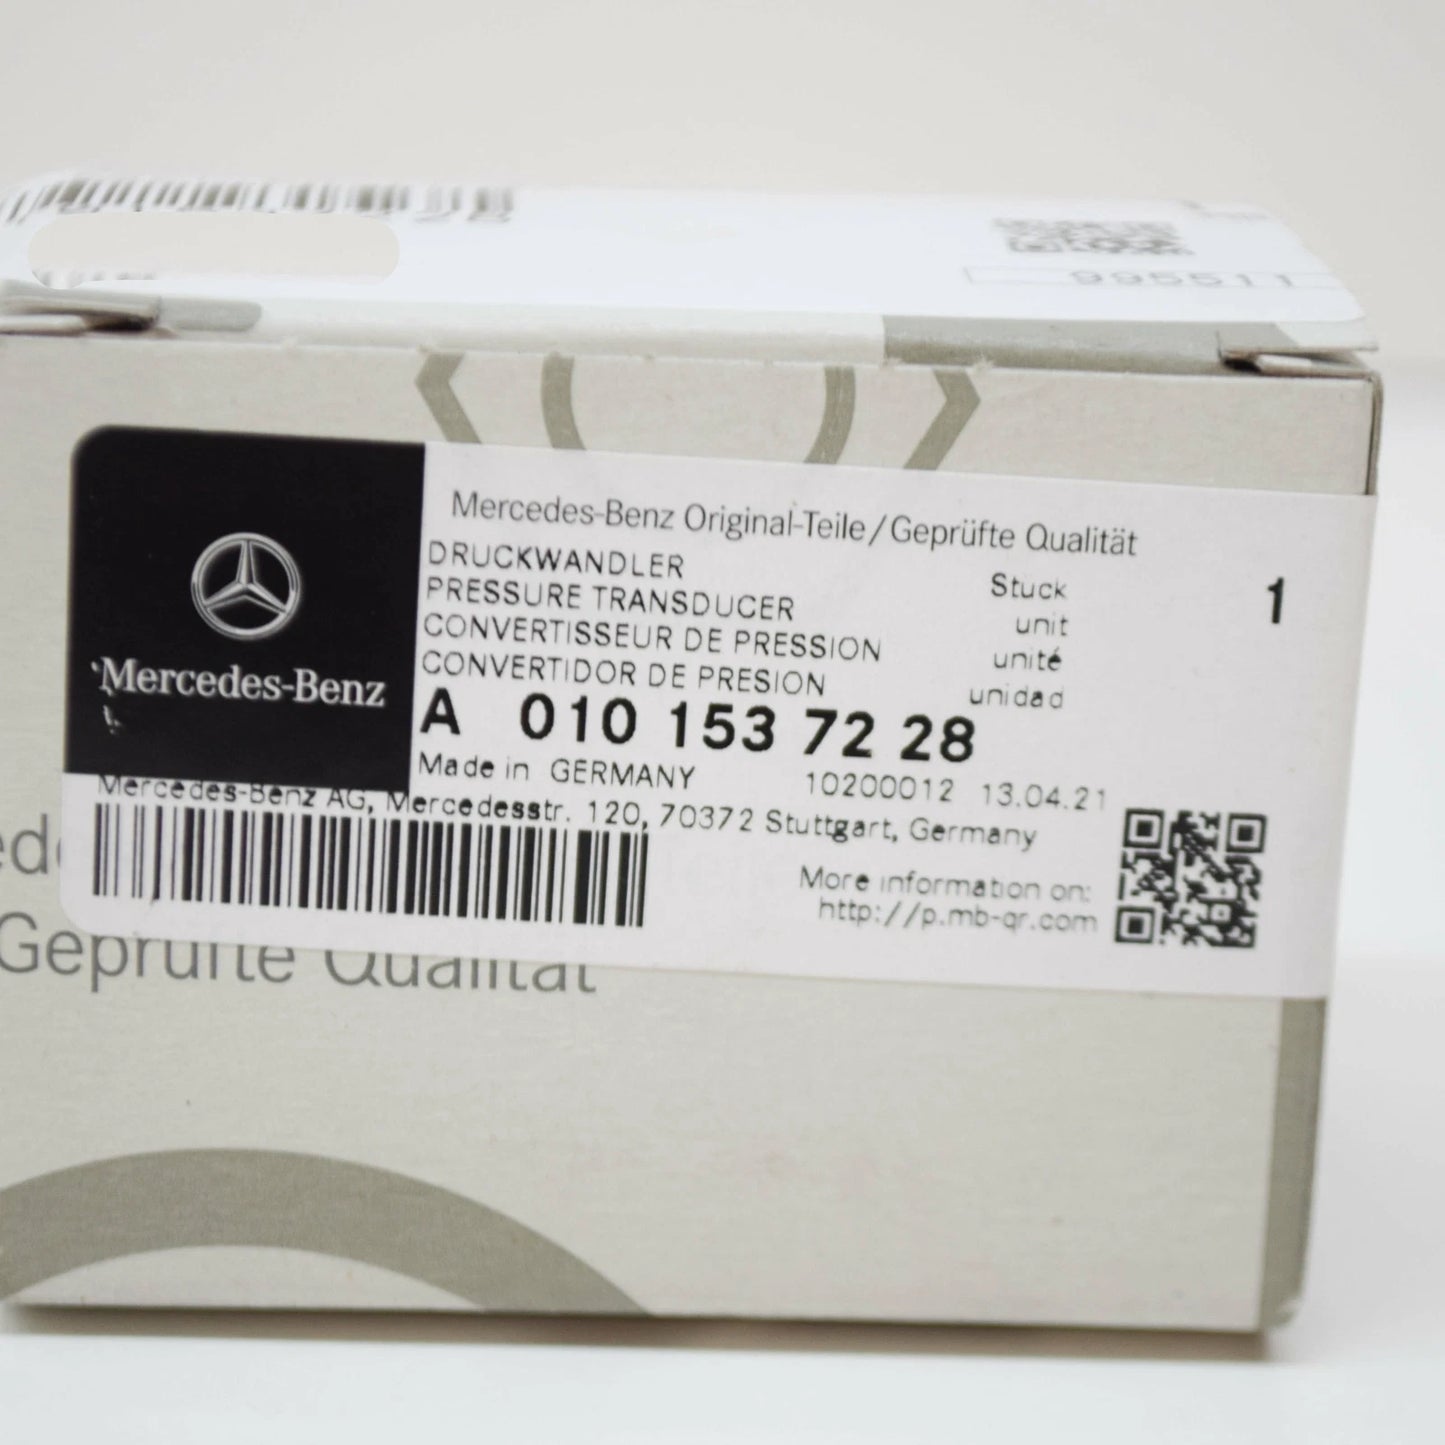 995511
Mercedes-Benz
Mercedes-Benz Original-Teile/Geprüfte Qualität
DRUCKWANDLER Stuck
PRESSURE TRANSDUCER unit
CONVERTISSEUR DE PRESSION unité
CONVERTIDOR DE PRESION unidad
1
A 010 153 72 28
Made in GERMANY 10200012 13.04.21
Mercedes-Benz AG, Mercedesstr. 120, 70372 Stuttgart, Germany
More information on:
http://p.mb-qr.com
Geprüfte Qualität